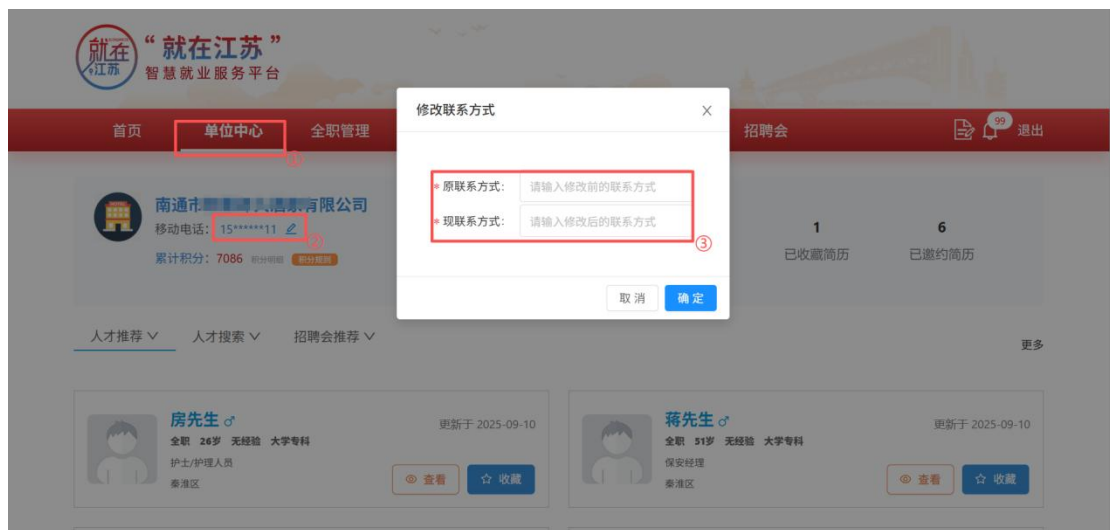 就在
江苏
“就在江苏”
智慧就业服务平台
修改联系方式
首页
单位中心
全职管理
招聘会
99
退出
①
*原联系方式:
请输入修改前的联系方式
*现联系方式:
请输入修改后的联系方式
③
南通市
有限公司
移动电话: 15******11
②
累计积分: 7086 积分明细 积分规则
1
6
已收藏简历
已邀约简历
取消
确定
人才推荐
人才搜索
招聘会推荐
更多
房先生♂
更新于 2025-09-10
全职 26岁 无经验 大学专科
护士/护理人员
秦淮区
查看
收藏
蒋先生♂
更新于 2025-09-10
全职 51岁 无经验 大学专科
保安经理
秦淮区
查看
收藏